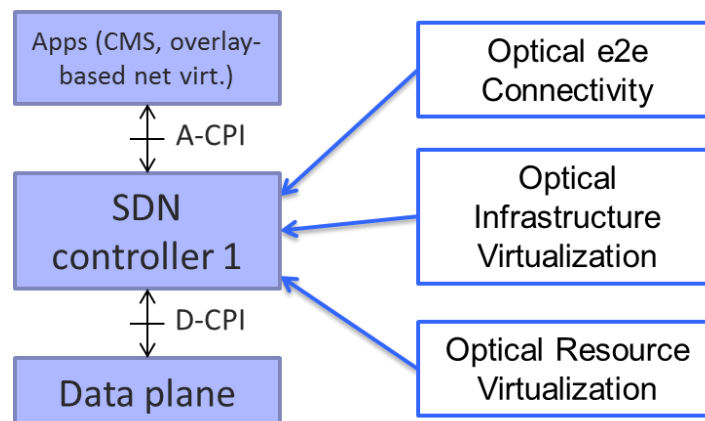 Apps (CMS, overlay-
based net virt.)
A-CPI
SDN
controller 1
D-CPI
Data plane
Optical e2e
Connectivity
Optical
Infrastructure
Virtualization
Optical Resource
Virtualization